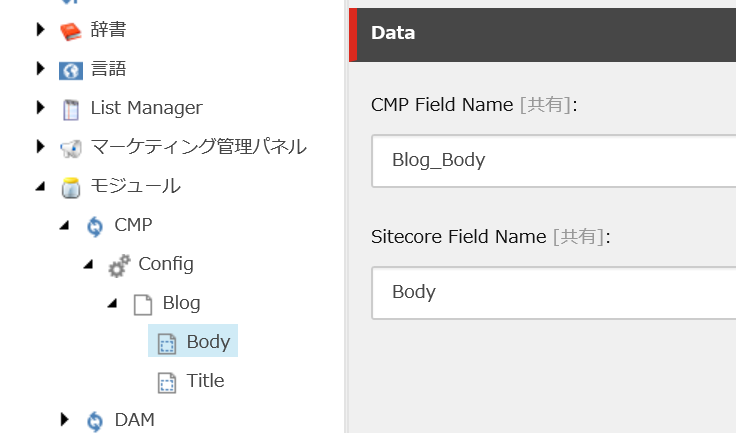 辞書
言語
List Manager
マーケティング管理パネル
モジュール
CMP
Config
Blog
Body
Title
DAM
Data
CMP Field Name [共有]:
Blog_Body
Sitecore Field Name [共有]:
Body